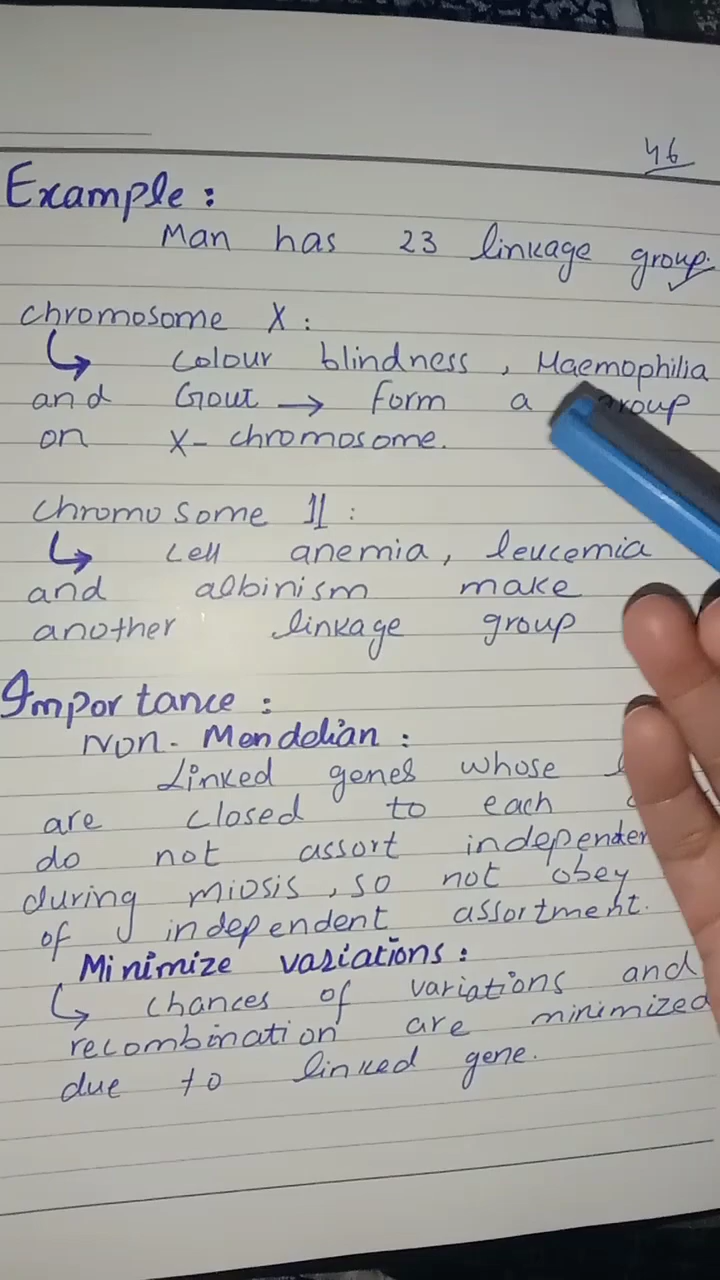 46
Example:
Man has 23 linkage group.
chromosome X:
colour blindness, Haemophilia
and Gout → form a group
on X- chromosome.
chromosome 11:
cell anemia, leucemia
and albinism make
another linkage group
Importance:
Non- Mendelian:
Linked genes whose
are closed to each
do not assort
during miosis, so not obey
of independent assortment.
Minimize variations:
chances of variations and
recombination are minimized
due to linked gene.